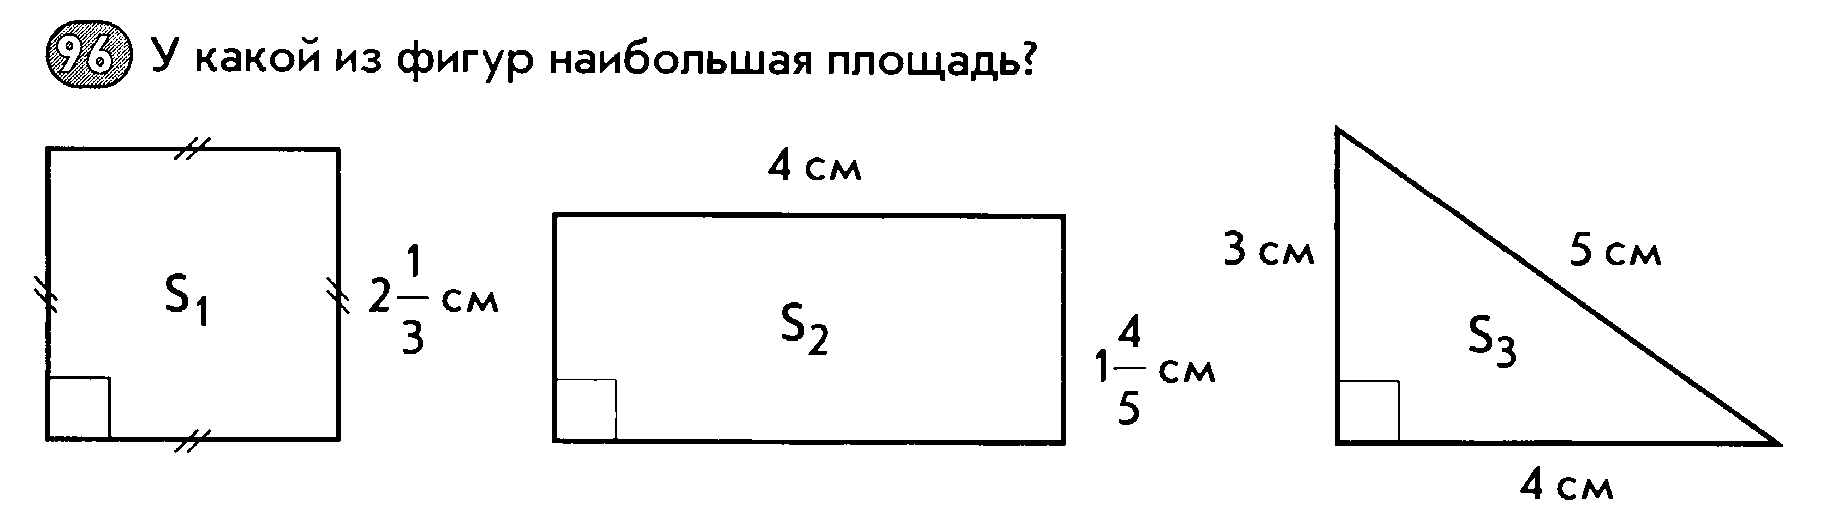 96 У какой из фигур наибольшая площадь?
S₁
2 1/3 см
4 см
S₂
1 4/5 см
3 см
5 см
S₃
4 см